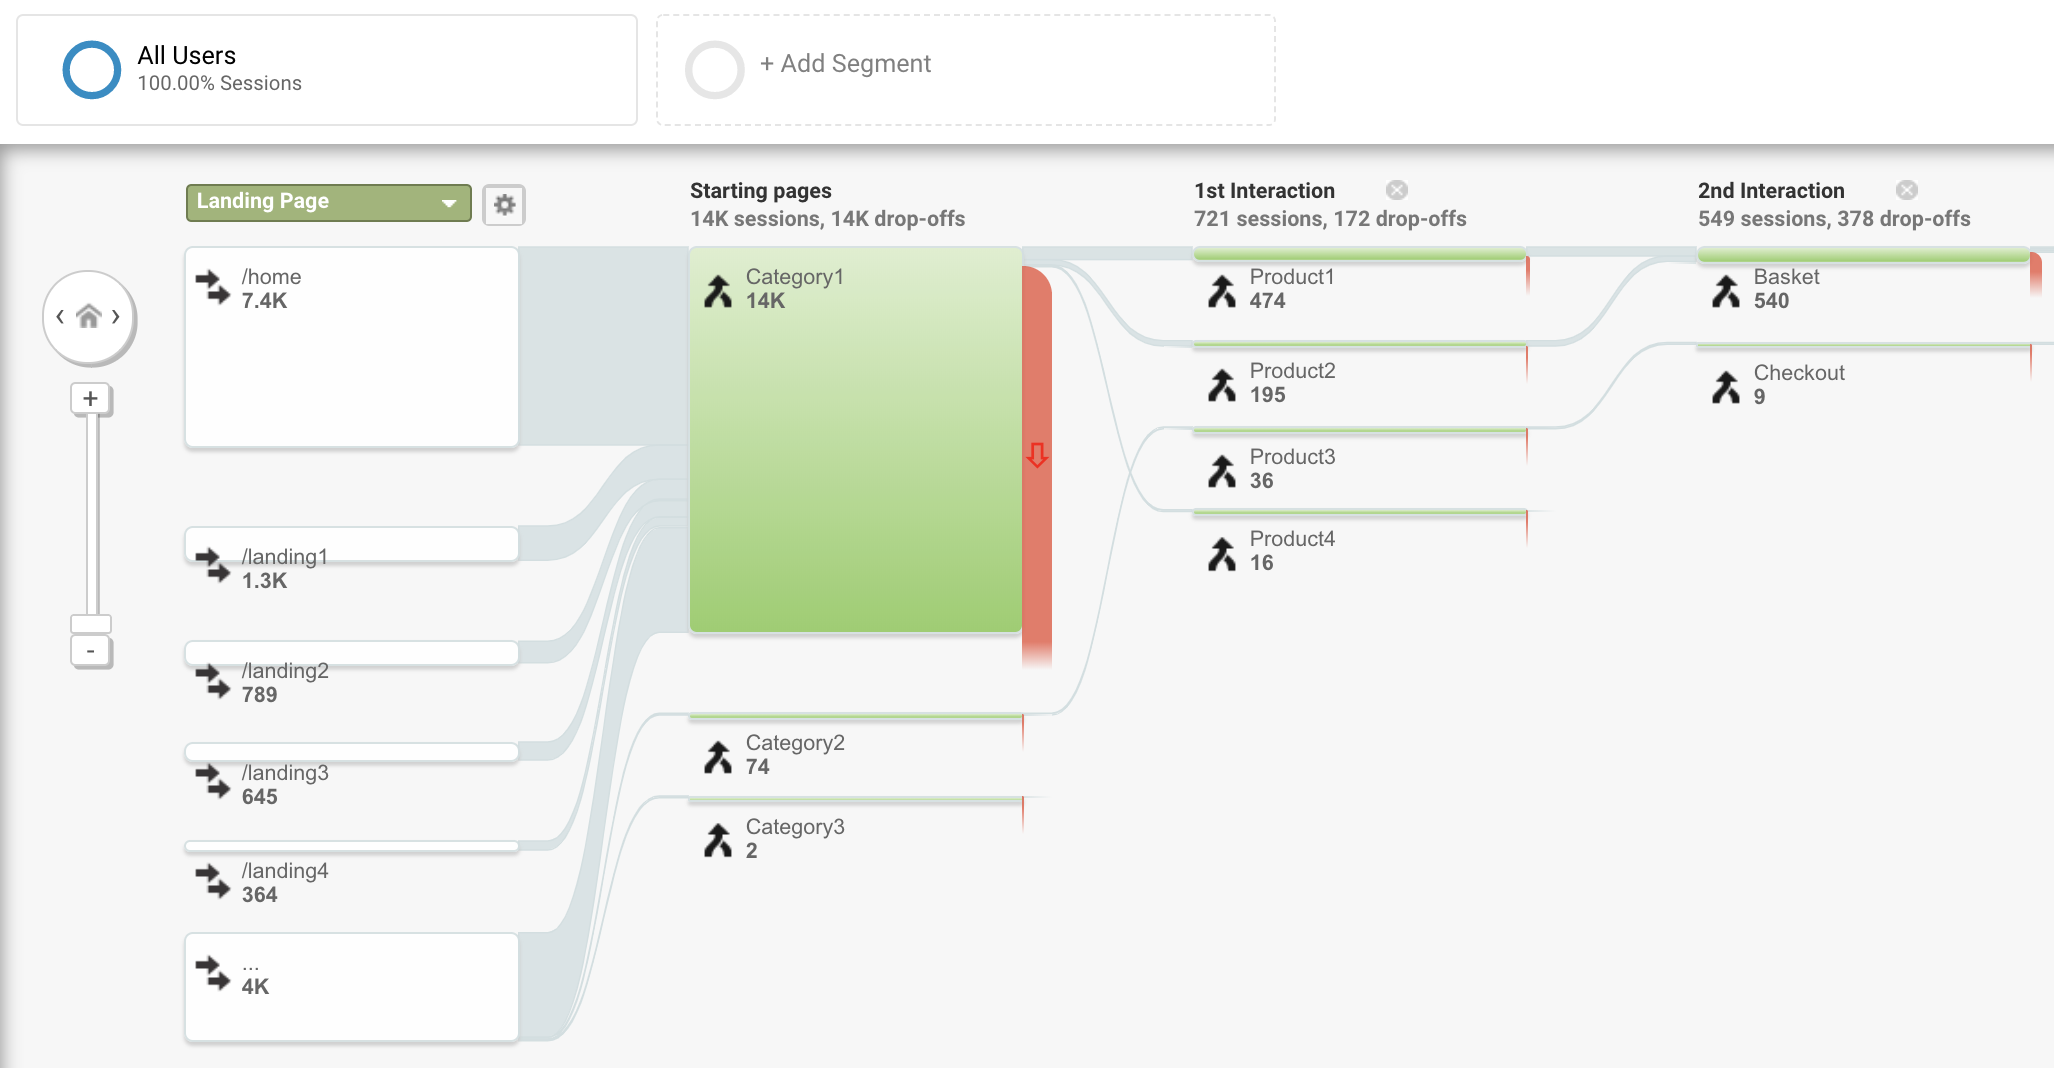 All Users
100.00% Sessions
+ Add Segment
Landing Page
Starting pages
14K sessions, 14K drop-offs
1st Interaction
721 sessions, 172 drop-offs
2nd Interaction
549 sessions, 378 drop-offs
/home
7.4K
/landing1
1.3K
/landing2
789
/landing3
645
/landing4
364
...
4K
Category1
14K
Category2
74
Category3
2
Product1
474
Product2
195
Product3
36
Product4
16
Basket
540
Checkout
9
+
-